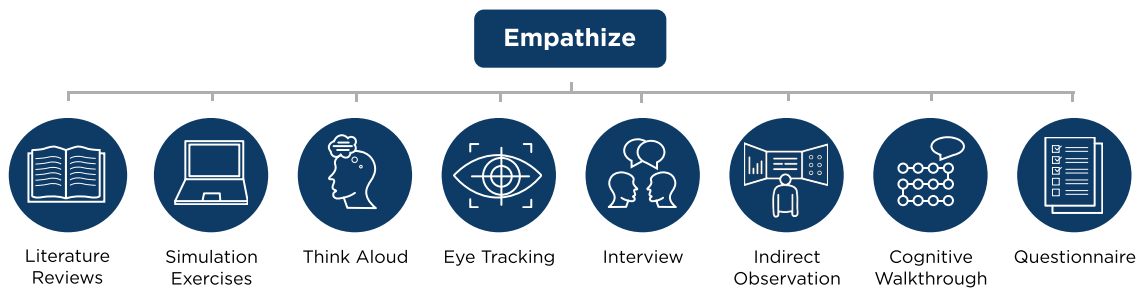 Empathize
Literature
Reviews
Simulation
Exercises
Think Aloud
Eye Tracking
Interview
Indirect
Observation
Cognitive
Walkthrough
Questionnaire